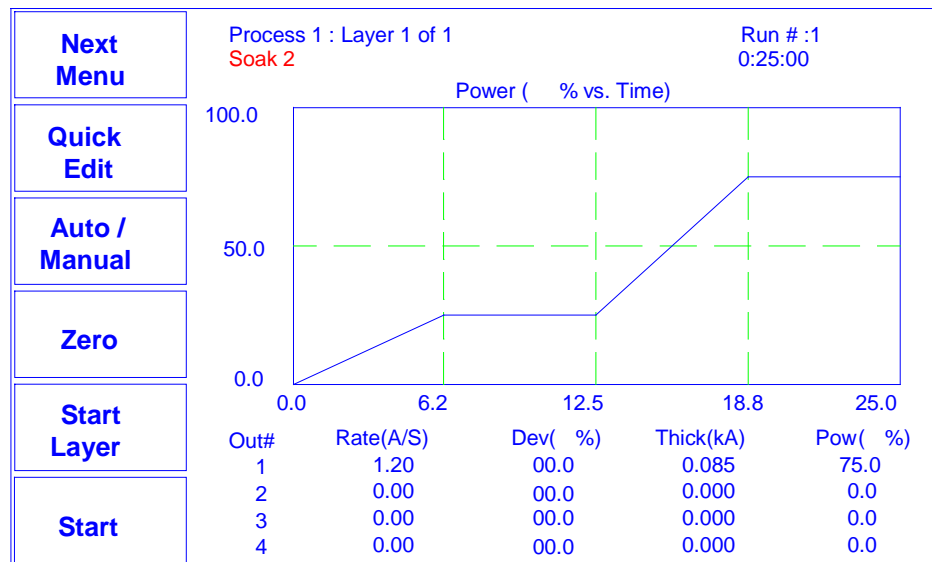 Next
Menu
Quick
Edit
Auto /
Manual
Zero
Start
Layer
Start
Process 1 : Layer 1 of 1
Run # :1
Soak 2
0:25:00
Power ( % vs. Time)
100.0
50.0
0.0
0.0 6.2 12.5 18.8 25.0
Out# Rate(A/S) Dev( %) Thick(kA) Pow( %)
1 1.20 00.0 0.085 75.0
2 0.00 00.0 0.000 0.0
3 0.00 00.0 0.000 0.0
4 0.00 00.0 0.000 0.0